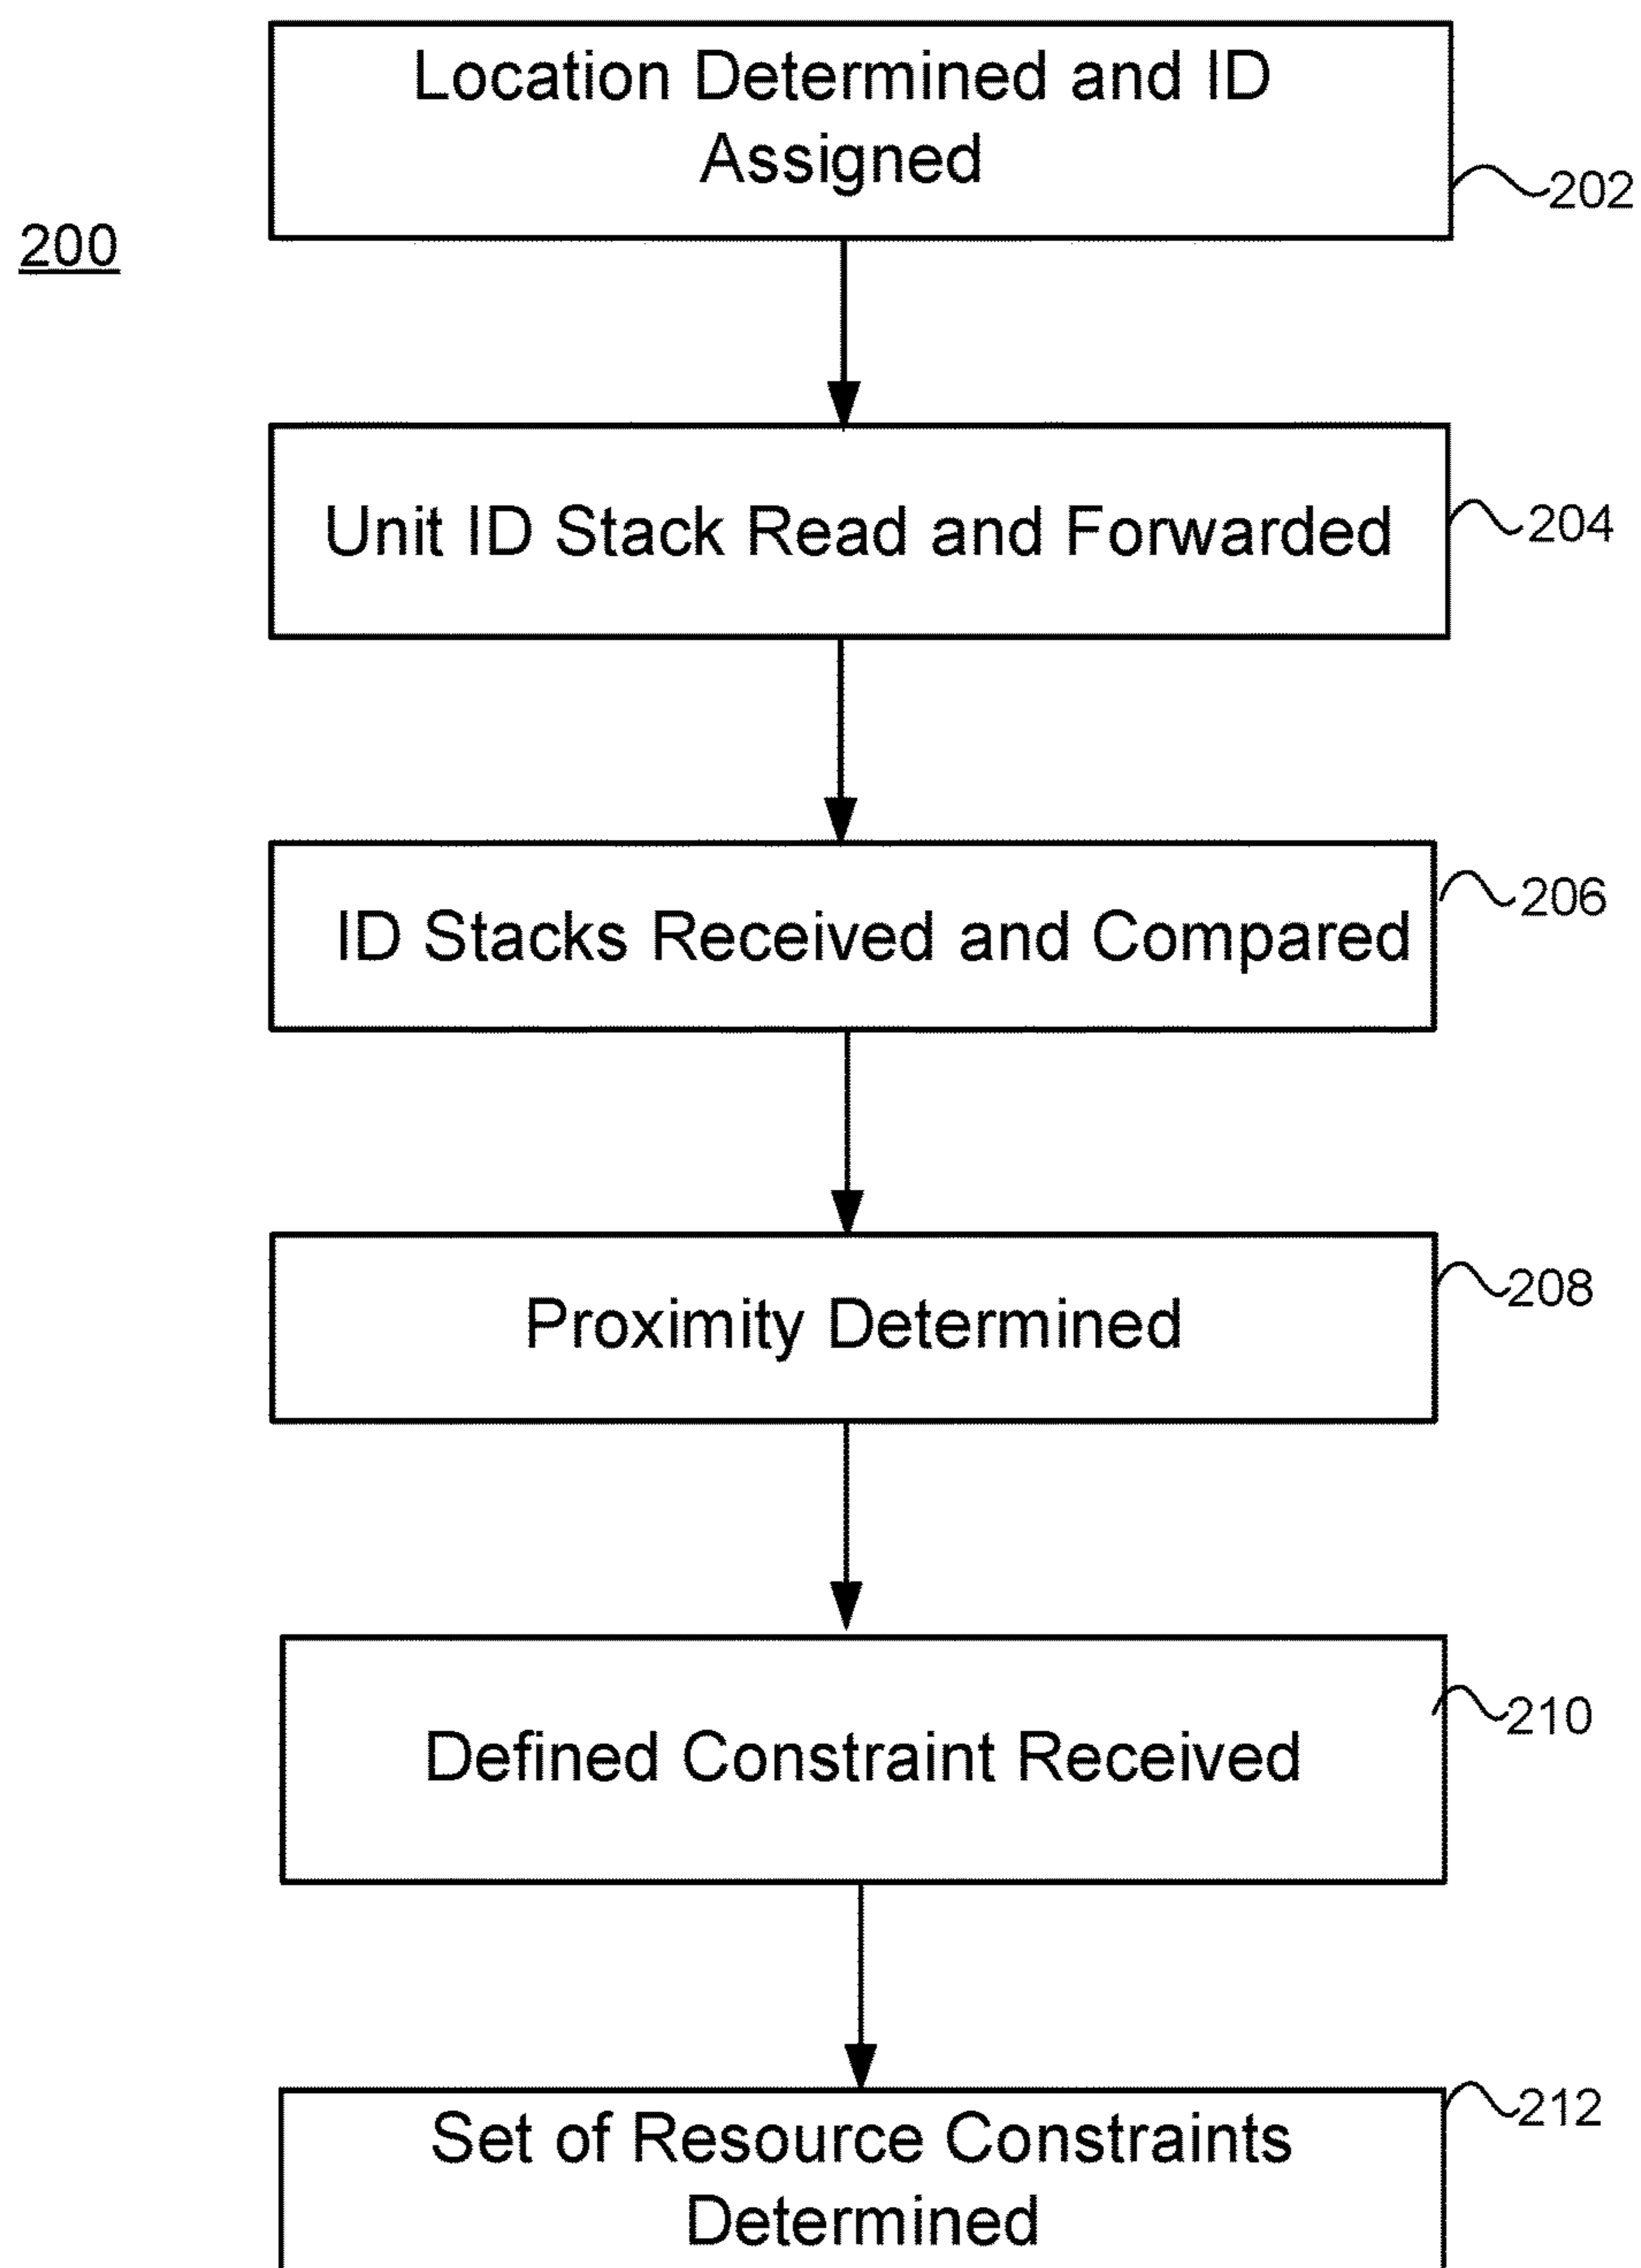 Location Determined and ID
Assigned
202
200
Unit ID Stack Read and Forwarded
204
ID Stacks Received and Compared
206
Proximity Determined
208
Defined Constraint Received
210
Set of Resource Constraints
Determined
212